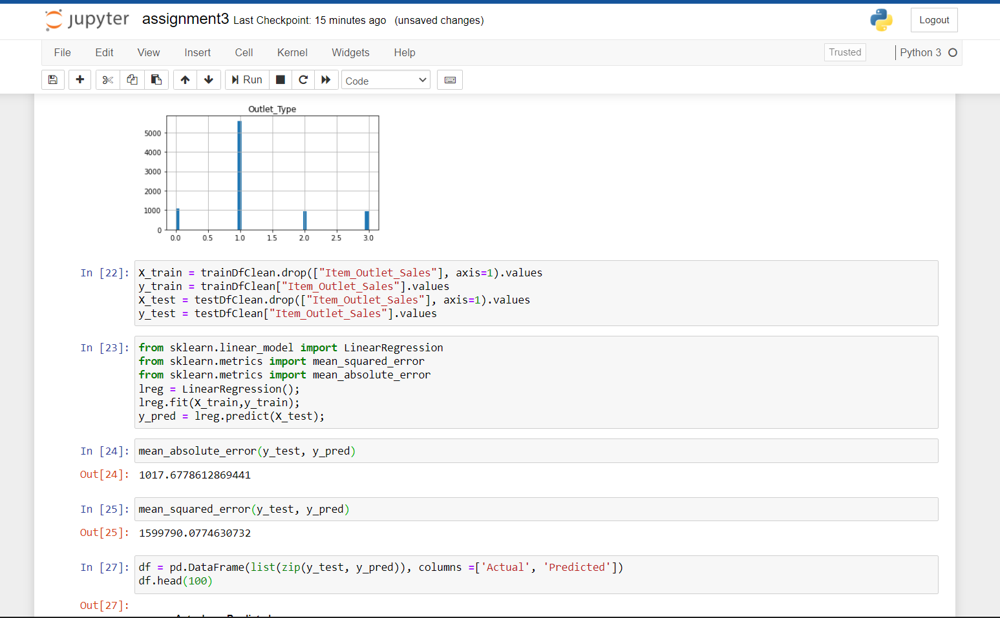 jupyter assignment3 Last Checkpoint: 15 minutes ago (unsaved changes) Logout
File Edit View Insert Cell Kernel Widgets Help Trusted Python 3
Run Code
Outlet_Type
5000
4000
3000
2000
1000
0
0.0 0.5 1.0 1.5 2.0 2.5 3.0
In [22]: X_train = trainDfClean.drop(["Item_Outlet_Sales"], axis=1).values
y_train = trainDfClean["Item_Outlet_Sales"].values
X_test = testDfClean.drop(["Item_Outlet_Sales"], axis=1).values
y_test = testDfClean["Item_Outlet_Sales"].values
In [23]: from sklearn.linear_model import LinearRegression
from sklearn.metrics import mean_squared_error
from sklearn.metrics import mean_absolute_error
lreg = LinearRegression();
lreg.fit(X_train,y_train);
y_pred = lreg.predict(X_test);
In [24]: mean_absolute_error(y_test, y_pred)
Out[24]: 1017.6778612869441
In [25]: mean_squared_error(y_test, y_pred)
Out[25]: 1599790.0774630732
In [27]: df = pd.DataFrame(list(zip(y_test, y_pred)), columns =['Actual', 'Predicted'])
df.head(100)
Out[27]: